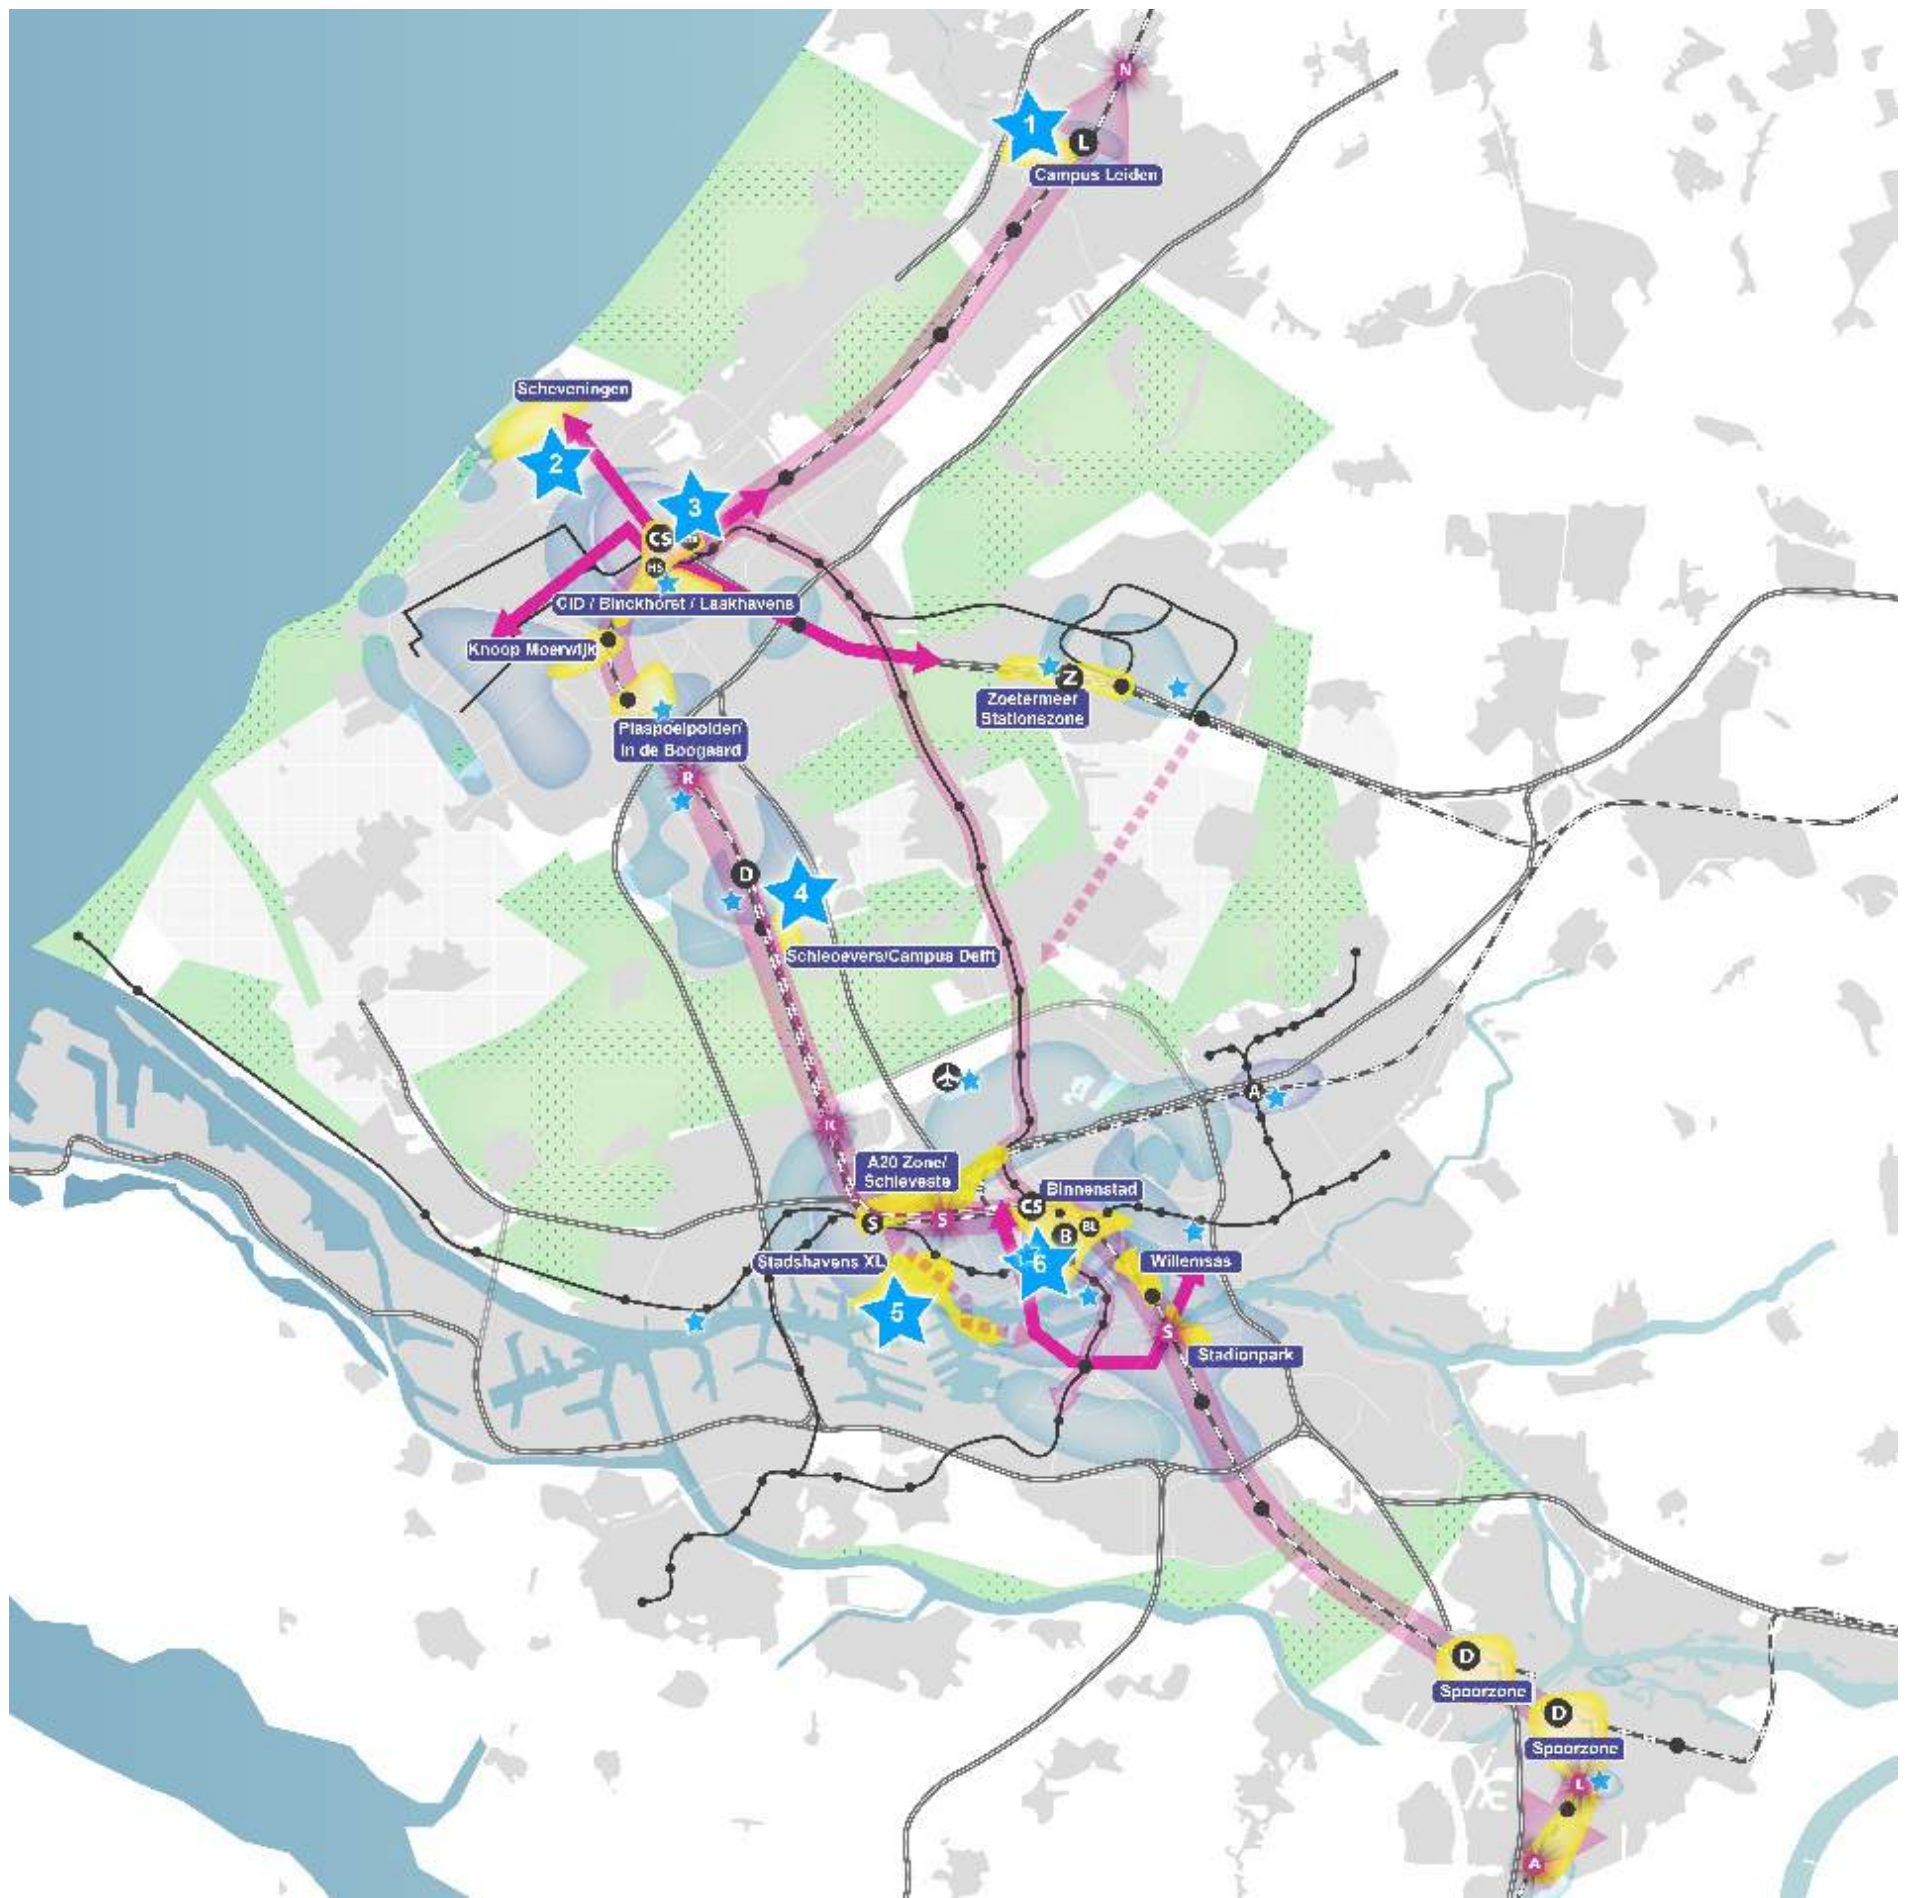 N
1
L
Campus Leiden
Scheveningen
2
3
CS
HS
CID / Binckhorst / Laakhavens
Knoop Moerwijk
Z
Zoetermeer
Stationszone
Plaspoelpolder/
In de Boogaard
R
D
4
Schieoevers/Campus Delft
A
K
A20 Zone/
Schieveste
Binnenstad
CS
S
S
B
BL
Stadshavens XL
6
Willemsas
5
S
Stadionpark
D
Spoorzone
D
Spoorzone
L
A